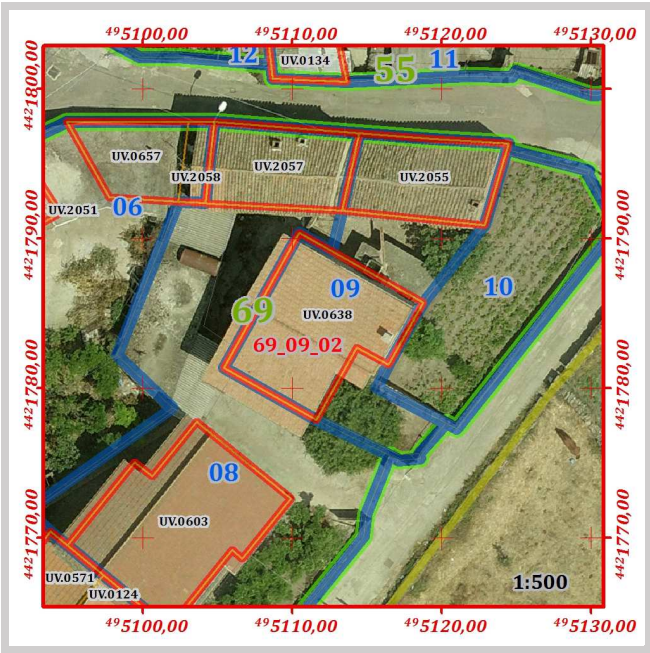 ⁴⁹5100,00 ⁴⁹5110,00 ⁴⁹5120,00 ⁴⁹5130,00
12 UV.0134 55 11
⁴⁴²1800,00 ⁴⁴²1800,00
UV.0657 UV.2058 UV.2057 UV.2055
UV.2051 06
⁴⁴²1790,00 ⁴⁴²1790,00
09 10
69 UV.0638
69_09_02
⁴⁴²1780,00 ⁴⁴²1780,00
08
UV.0603
⁴⁴²1770,00 ⁴⁴²1770,00
UV.0571
UV.0124 1:500
⁴⁹5100,00 ⁴⁹5110,00 ⁴⁹5120,00 ⁴⁹5130,00